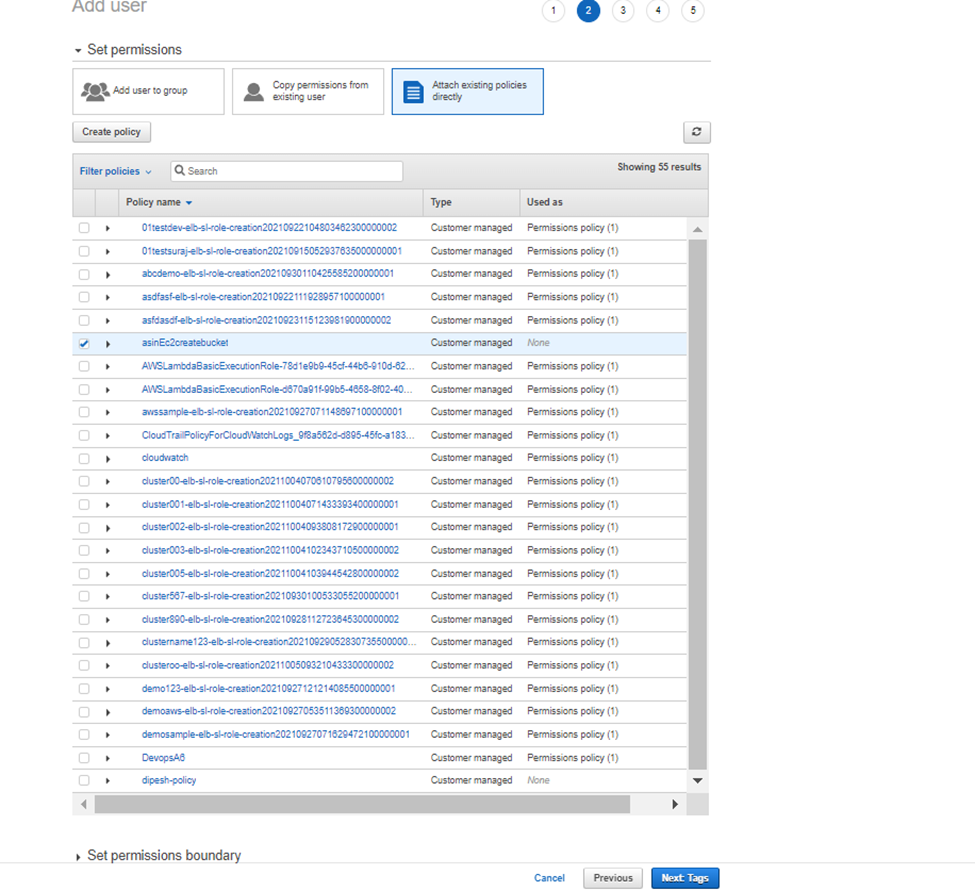 Add user
1 2 3 4 5
Set permissions
Add user to group
Copy permissions from existing user
Attach existing policies directly
Create policy
Filter policies Search Showing 55 results
Policy name Type Used as
01testdev-elb-sl-role-creation20210922104803462300000002 Customer managed Permissions policy (1)
01testsuraj-elb-sl-role-creation20210915052937635000000001 Customer managed Permissions policy (1)
abcdemo-elb-sl-role-creation20210930110425585200000001 Customer managed Permissions policy (1)
asdfasf-elb-sl-role-creation20210922111928957100000001 Customer managed Permissions policy (1)
asfdasdf-elb-sl-role-creation20210923115123981900000002 Customer managed Permissions policy (1)
asinEc2createbucket Customer managed None
AWSLambdaBasicExecutionRole-78d1e9b9-45cf-44b6-910d-62... Customer managed Permissions policy (1)
AWSLambdaBasicExecutionRole-d670a91f-99b5-4658-8f02-40... Customer managed Permissions policy (1)
awssample-elb-sl-role-creation20210927071148697100000001 Customer managed Permissions policy (1)
CloudTrailPolicyForCloudWatchLogs_9f8a562d-d895-45fc-a183... Customer managed Permissions policy (1)
cloudwatch Customer managed Permissions policy (1)
cluster00-elb-sl-role-creation20211004070610795600000002 Customer managed Permissions policy (1)
cluster001-elb-sl-role-creation20211004071433393400000001 Customer managed Permissions policy (1)
cluster002-elb-sl-role-creation20211004093808172900000001 Customer managed Permissions policy (1)
cluster003-elb-sl-role-creation20211004102343710500000002 Customer managed Permissions policy (1)
cluster005-elb-sl-role-creation20211004103944542800000002 Customer managed Permissions policy (1)
cluster567-elb-sl-role-creation20210930100533055200000001 Customer managed Permissions policy (1)
cluster890-elb-sl-role-creation20210928112723645300000002 Customer managed Permissions policy (1)
clustername123-elb-sl-role-creation20210929052830735500000... Customer managed Permissions policy (1)
clusteroo-elb-sl-role-creation20211005093210433300000002 Customer managed Permissions policy (1)
demo123-elb-sl-role-creation20210927121214085500000001 Customer managed Permissions policy (1)
demoaws-elb-sl-role-creation20210927053511369300000002 Customer managed Permissions policy (1)
demosample-elb-sl-role-creation20210927071629472100000001 Customer managed Permissions policy (1)
DevopsA6 Customer managed Permissions policy (1)
dipesh-policy Customer managed None
Set permissions boundary
Cancel Previous Next: Tags